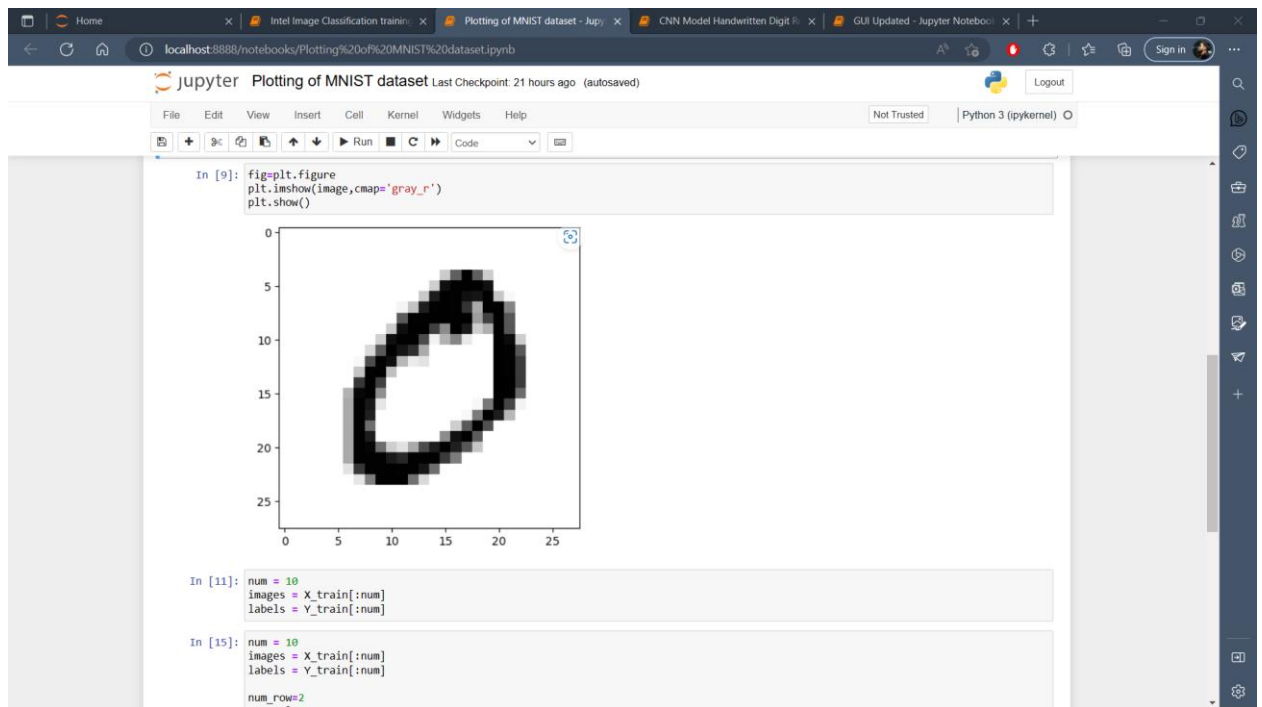 Home
Intel Image Classification training
Plotting of MNIST dataset - Jupy
CNN Model Handwritten Digit R
GUI Updated - Jupyter Notebook
localhost:8888/notebooks/Plotting%20of%20MNIST%20dataset.ipynb
Sign in
jupyter Plotting of MNIST dataset Last Checkpoint: 21 hours ago (autosaved)
Logout
File Edit View Insert Cell Kernel Widgets Help
Not Trusted
Python 3 (ipykernel)
Run
Code
In [9]: fig=plt.figure
plt.imshow(image,cmap='gray_r')
plt.show()
0
5
10
15
20
25
0 5 10 15 20 25
In [11]: num = 10
images = X_train[:num]
labels = Y_train[:num]
In [15]: num = 10
images = X_train[:num]
labels = Y_train[:num]
num_row=2